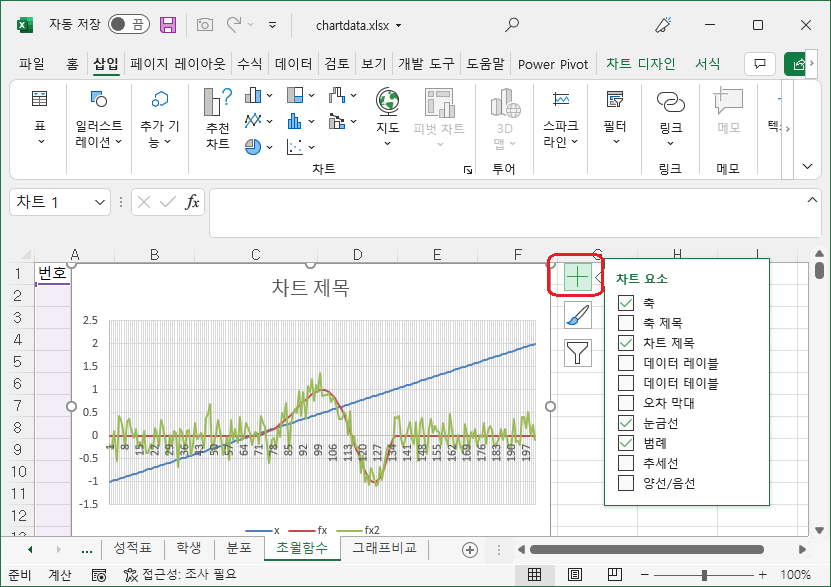 자동 저장 끔 chartdata.xlsx
파일 홈 삽입 페이지 레이아웃 수식 데이터 검토 보기 개발 도구 도움말 Power Pivot 차트 디자인 서식
표
일러스트
레이션
추가 기
능
추천
차트
지도
피벗 차트
3D
맵
스파크
라인
필터
링크
메모
차트 투어 링크 메모
차트 1 fx
A B C D E F G H I
1 번호
2
3
4
5
6
7
8
9
10
11
12
차트 제목
2.5
2
1.5
1
0.5
0
-0.5
-1
-1.5
1 8 15 22 29 36 43 50 57 64 71 78 85 92 99 106 113 120 127 134 141 148 155 162 169 176 183 190 197
x fx fx2
차트 요소
축
축 제목
차트 제목
데이터 레이블
데이터 테이블
오차 막대
눈금선
범례
추세선
양선/음선
... 성적표 학생 분포 초월함수 그래프비교
준비 계산 접근성: 조사 필요 100%